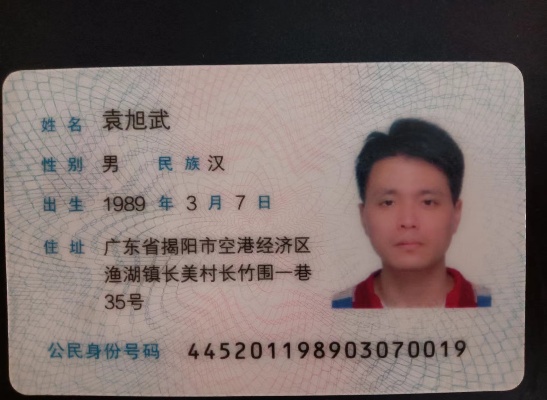 姓名 袁旭武
性别 男 民族 汉
出生 1989 年 3 月 7 日
住址 广东省揭阳市空港经济区
渔湖镇长美村长竹围一巷
35号
公民身份号码 445201198903070019